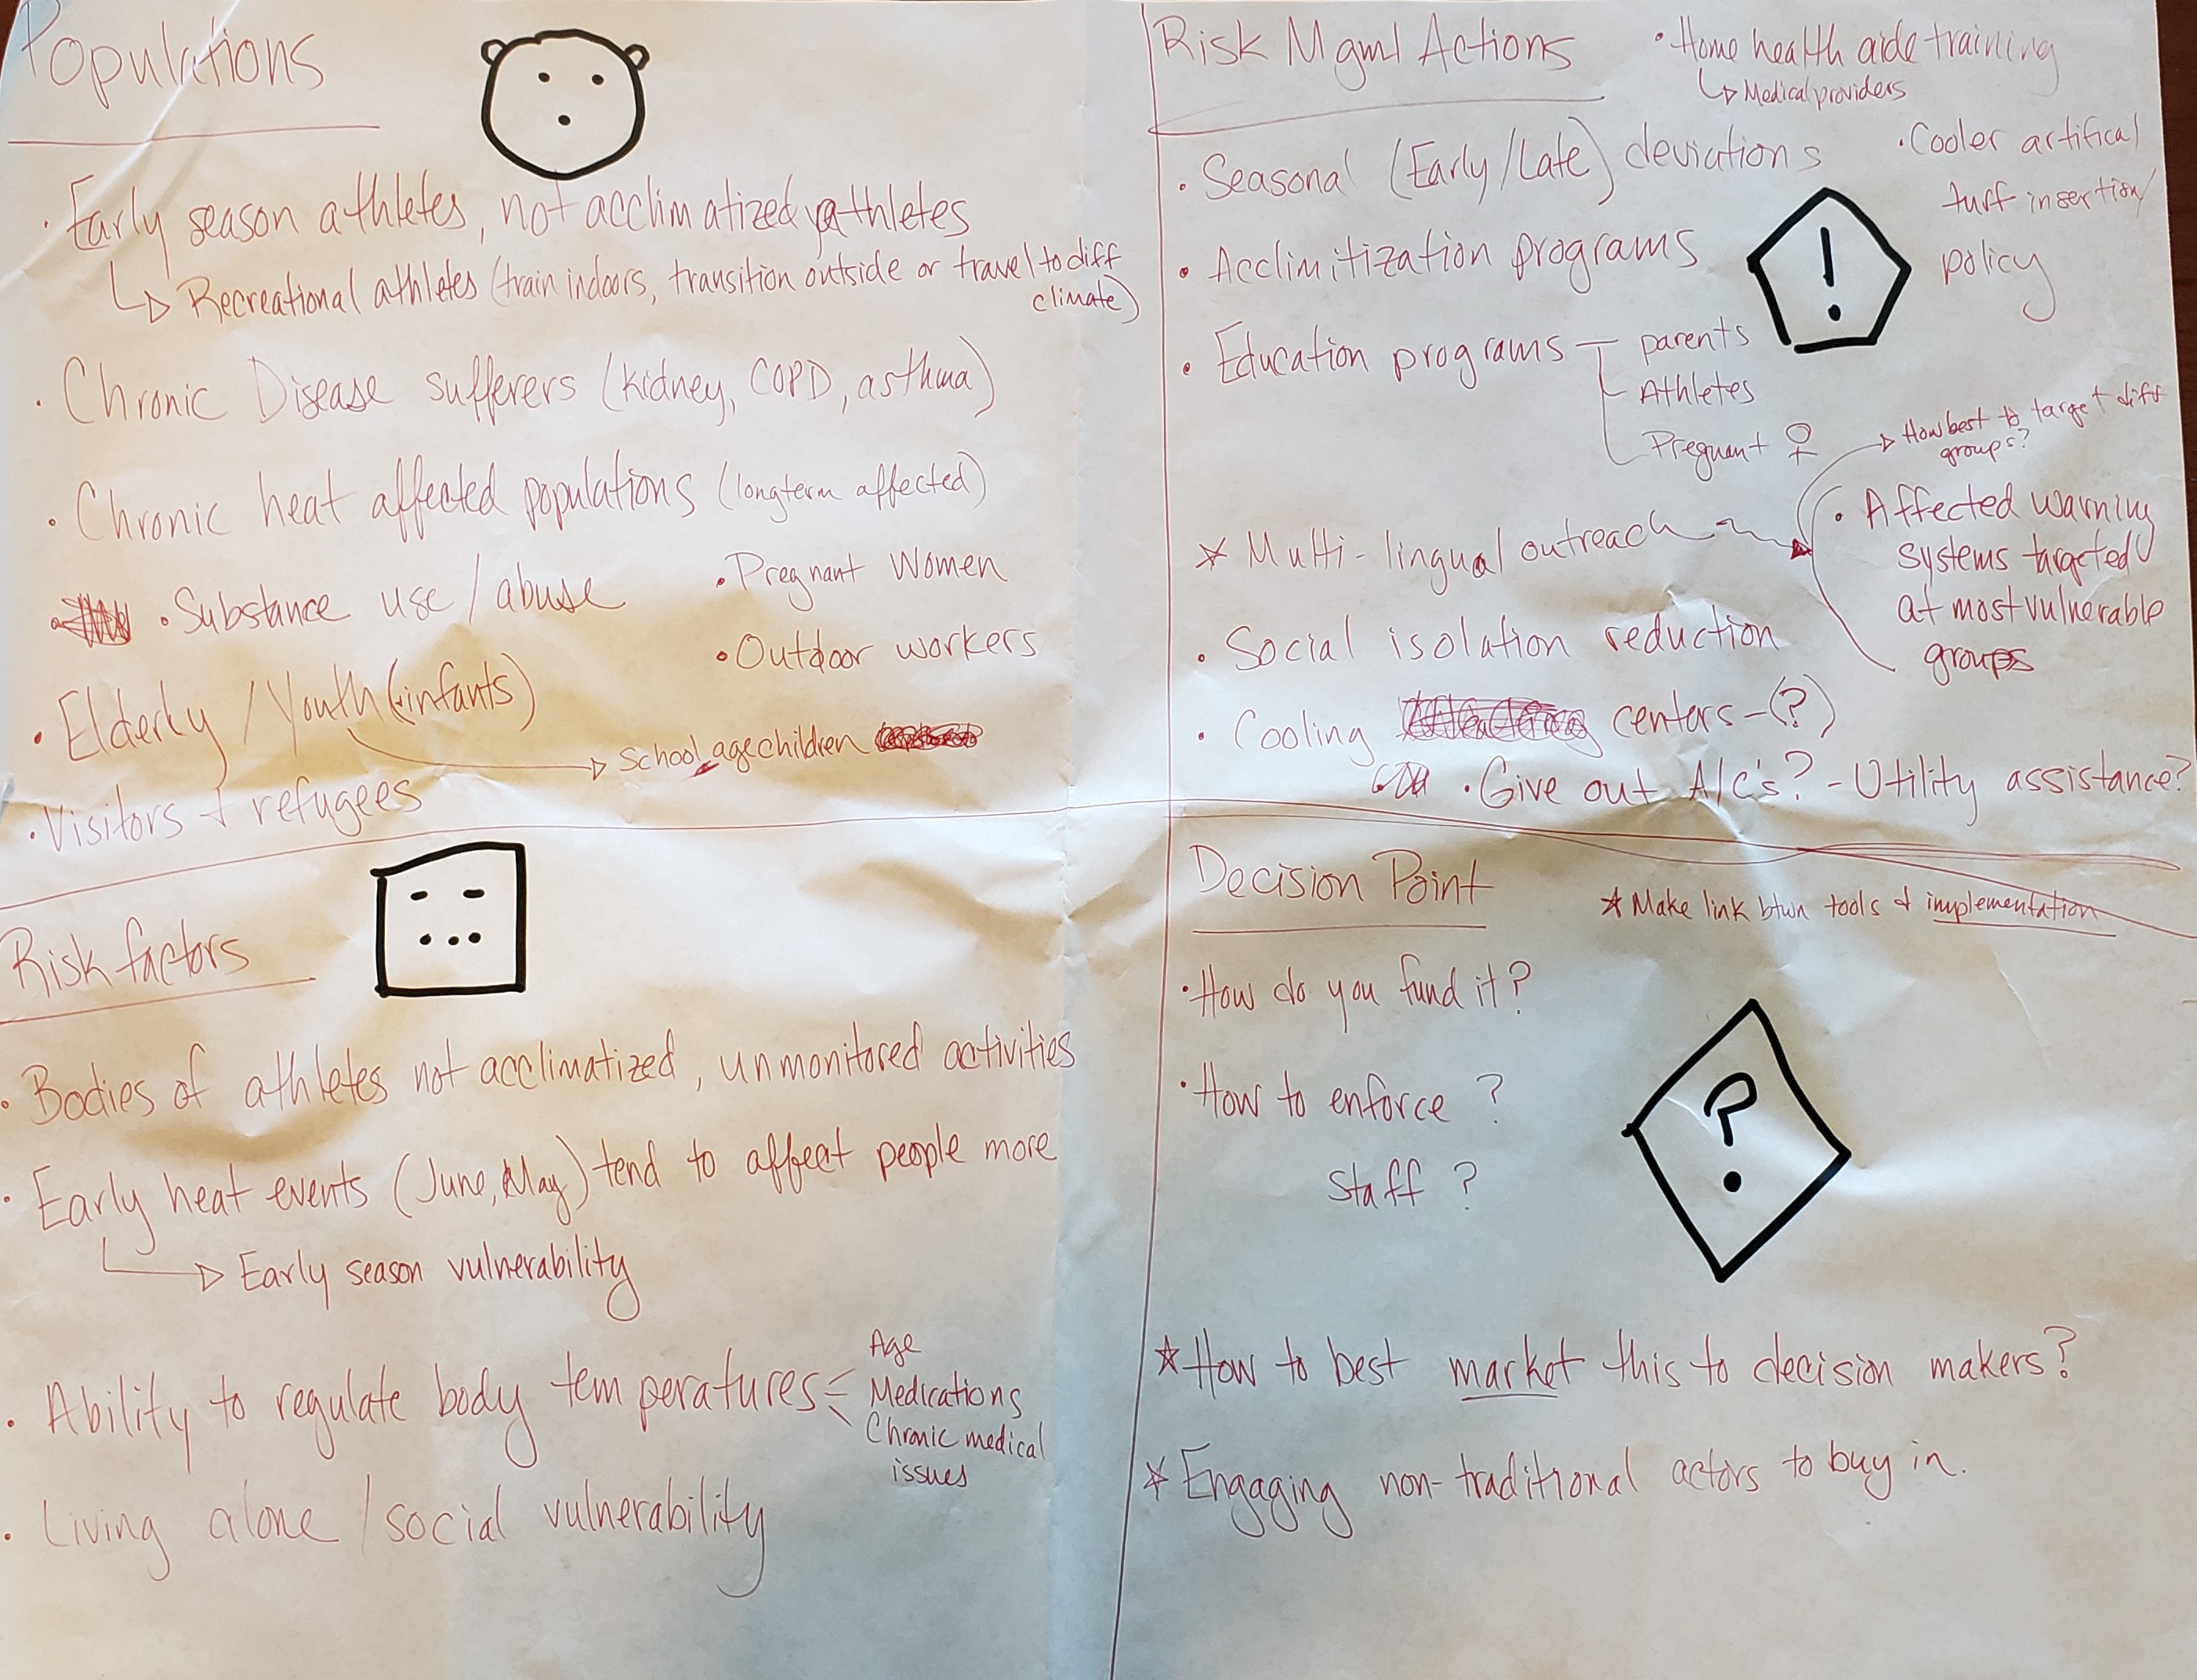 Populations
· Early season athletes, not acclimatized athletes
Recreational athletes (train indoors, transition outside or travel to diff
climate)
· Chronic Disease sufferers (kidney, COPD, asthma)
· Chronic heat affected populations (longterm affected)
· Substance use / abuse
· Pregnant Women
· Outdoor workers
· Elderly / Youth (infants)
School age children
· Visitors + refugees
Risk factors
· Bodies of athletes not acclimatized, unmonitored activities
· Early heat events (June, May) tend to affect people more
Early season vulnerability
· Ability to regulate body temperatures
Age
Medications
Chronic medical
issues
· Living alone / social vulnerability
Risk Mgmt Actions
· Home health aide training
Medical providers
· Seasonal (Early/Late) deviations
· Cooler artifical
turf insertion/
policy
· Acclimitization programs
!
· Education programs
parents
Athletes
Pregnant ♀
How best to target diff
groups?
☆ Multi-lingual outreach
· Affected warning
systems targeted
at most vulnerable
groups
· Social isolation reduction
· Cooling centers - (?)
· Give out A/C's? - Utility assistance?
Decision Point
☆ Make link btwn tools + implementation
· How do you fund it?
· How to enforce ?
Staff ?
?
☆ How to best market this to decision makers?
☆ Engaging non-traditional actors to buy in.